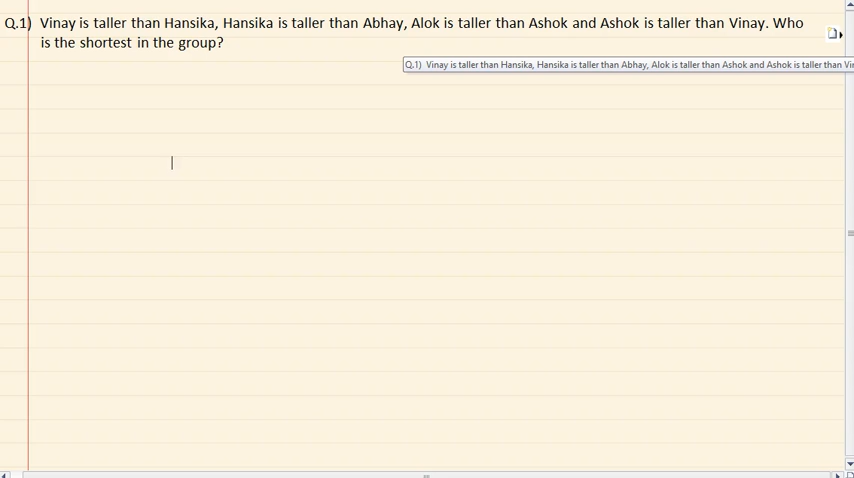 Q.1) Vinay is taller than Hansika, Hansika is taller than Abhay, Alok is taller than Ashok and Ashok is taller than Vinay. Who
is the shortest in the group?
Q.1) Vinay is taller than Hansika, Hansika is taller than Abhay, Alok is taller than Ashok and Ashok is taller than